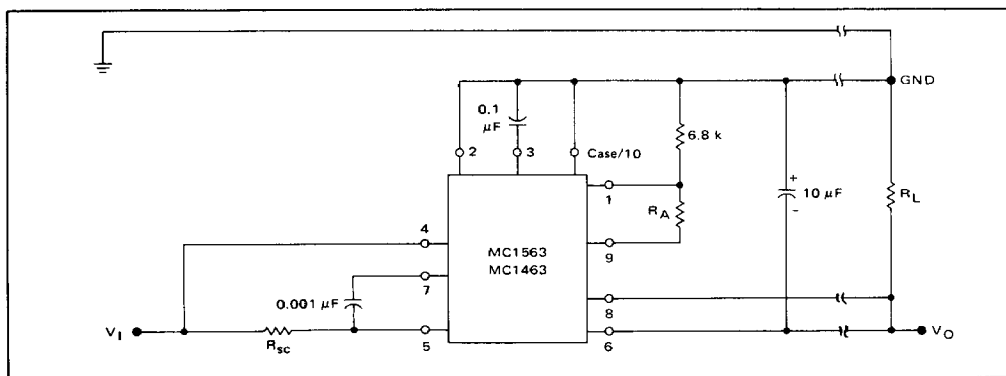 GND
0.1
μF
6.8 k
2
3
Case/10
+
10 μF
-
R_L
1
R_A
4
MC1563
MC1463
9
7
0.001 μF
8
V_I
R_sc
5
6
V_O